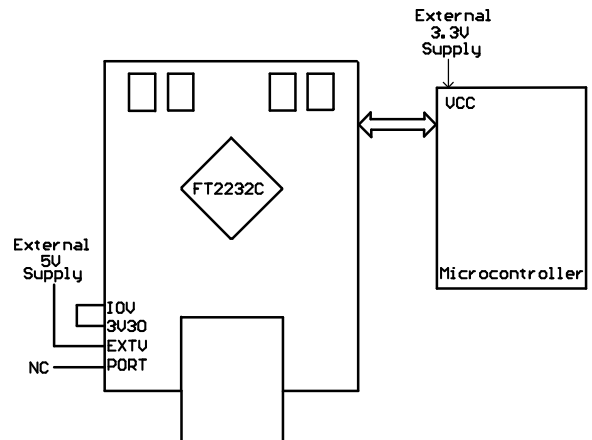 External
3.3V
Supply
VCC
FT2232C
External
5V
Supply
Microcontroller
IOV
3V3O
EXTV
PORT
NC